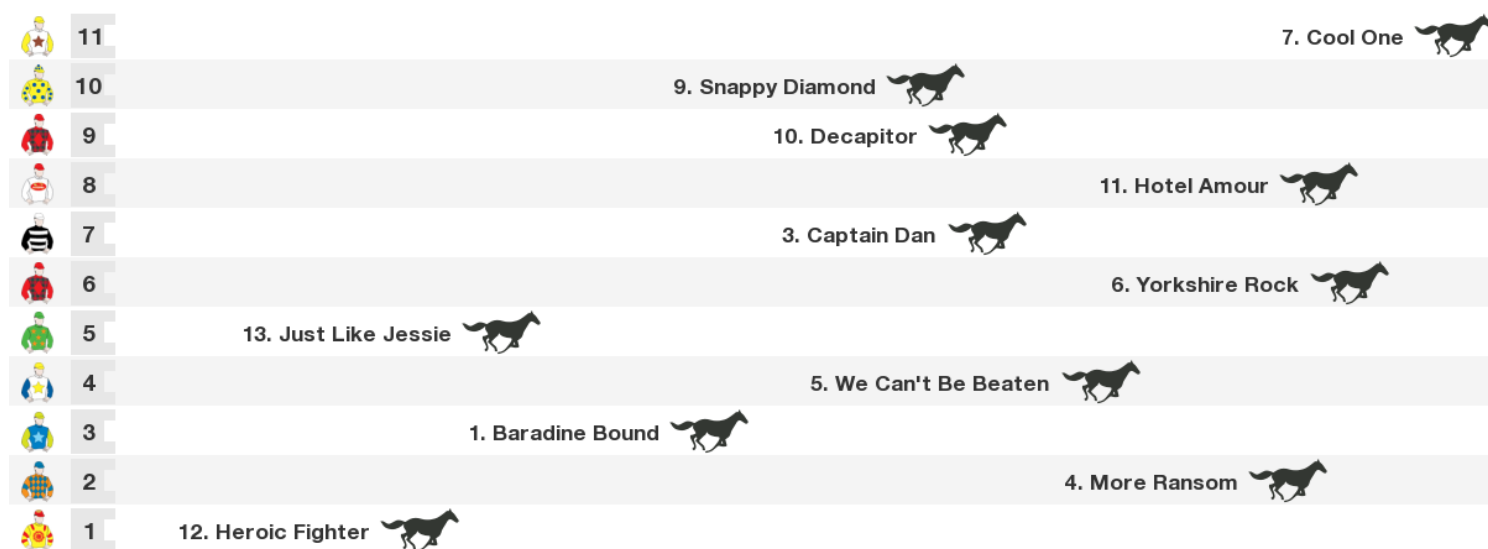 11 7. Cool One
10 9. Snappy Diamond
9 10. Decapitor
8 11. Hotel Amour
7 3. Captain Dan
6 6. Yorkshire Rock
5 13. Just Like Jessie
4 5. We Can't Be Beaten
3 1. Baradine Bound
2 4. More Ransom
1 12. Heroic Fighter